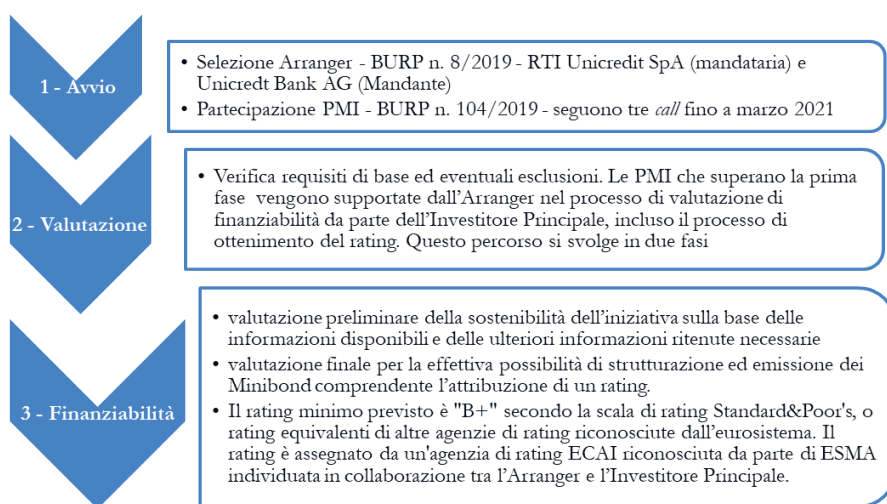 1 - Avvio
• Selezione Arranger - BURP n. 8/2019 - RTI Unicredit SpA (mandataria) e
Unicredt Bank AG (Mandante)
• Partecipazione PMI - BURP n. 104/2019 - seguono tre call fino a marzo 2021
2 - Valutazione
• Verifica requisiti di base ed eventuali esclusioni. Le PMI che superano la prima
fase vengono supportate dall'Arranger nel processo di valutazione di
finanziabilità da parte dell'Investitore Principale, incluso il processo di
ottenimento del rating. Questo percorso si svolge in due fasi
3 - Finanziabilità
• valutazione preliminare della sostenibilità dell'iniziativa sulla base delle
informazioni disponibili e delle ulteriori informazioni ritenute necessarie
• valutazione finale per la effettiva possibilità di strutturazione ed emissione dei
Minibond comprendente l'attribuzione di un rating.
• Il rating minimo previsto è "B+" secondo la scala di rating Standard&Poor's, o
rating equivalenti di altre agenzie di rating riconosciute dall'eurosistema. Il
rating è assegnato da un'agenzia di rating ECAI riconosciuta da parte di ESMA
individuata in collaborazione tra l'Arranger e l'Investitore Principale.